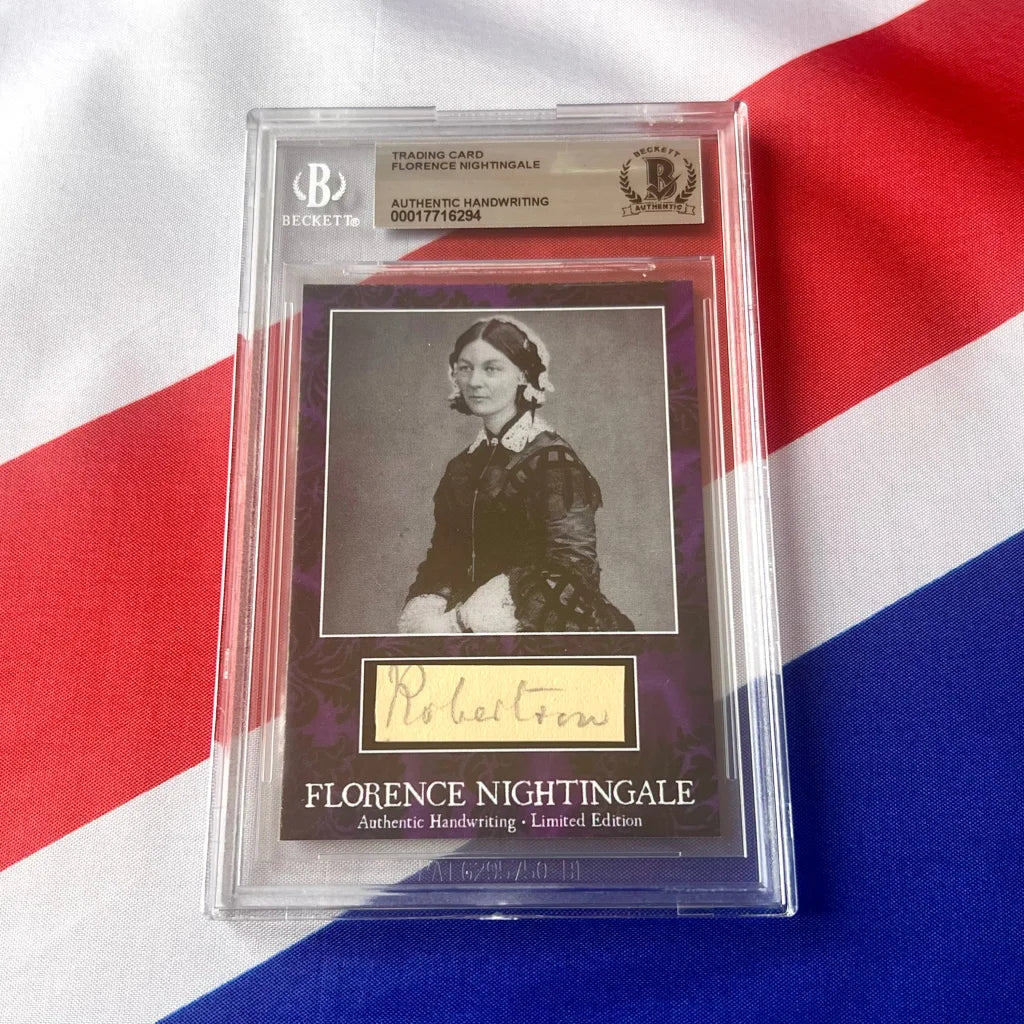 BECKETT®
TRADING CARD
FLORENCE NIGHTINGALE
AUTHENTIC HANDWRITING
00017716294
BECKETT
B
AUTHENTIC
B
Robertson
FLORENCE NIGHTINGALE
Authentic Handwriting • Limited Edition